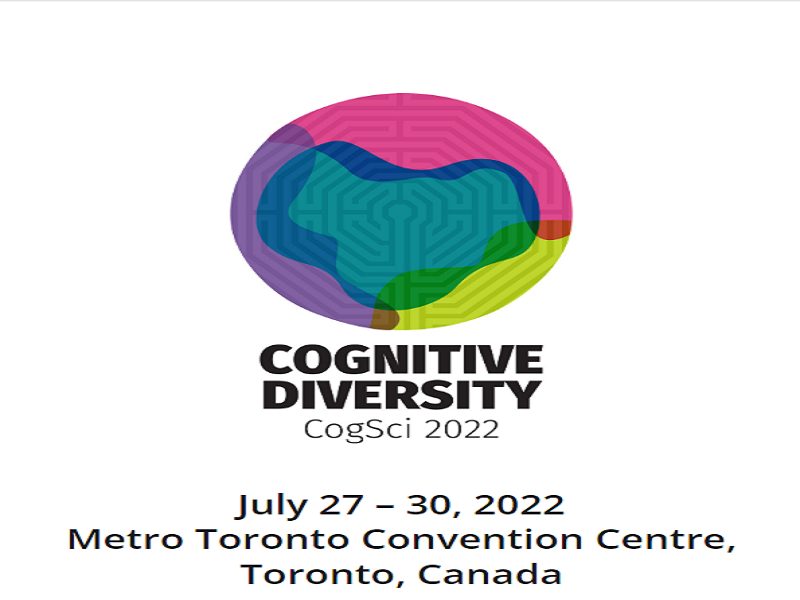 COGNITIVE
DIVERSITY
CogSci 2022
July 27 – 30, 2022
Metro Toronto Convention Centre,
Toronto, Canada